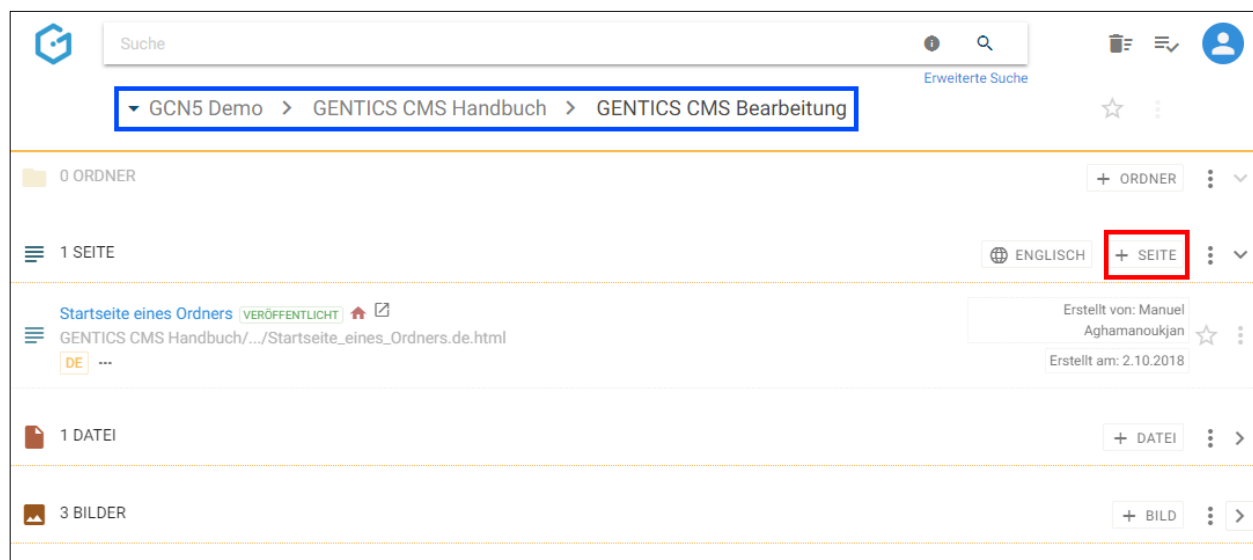 Suche
Erweiterte Suche
GCN5 Demo > GENTICS CMS Handbuch > GENTICS CMS Bearbeitung
0 ORDNER + ORDNER
1 SEITE ENGLISCH + SEITE
Startseite eines Ordners VERÖFFENTLICHT
GENTICS CMS Handbuch/.../Startseite_eines_Ordners.de.html
DE ...
Erstellt von: Manuel
Aghamanoukjan
Erstellt am: 2.10.2018
1 DATEI + DATEI
3 BILDER + BILD